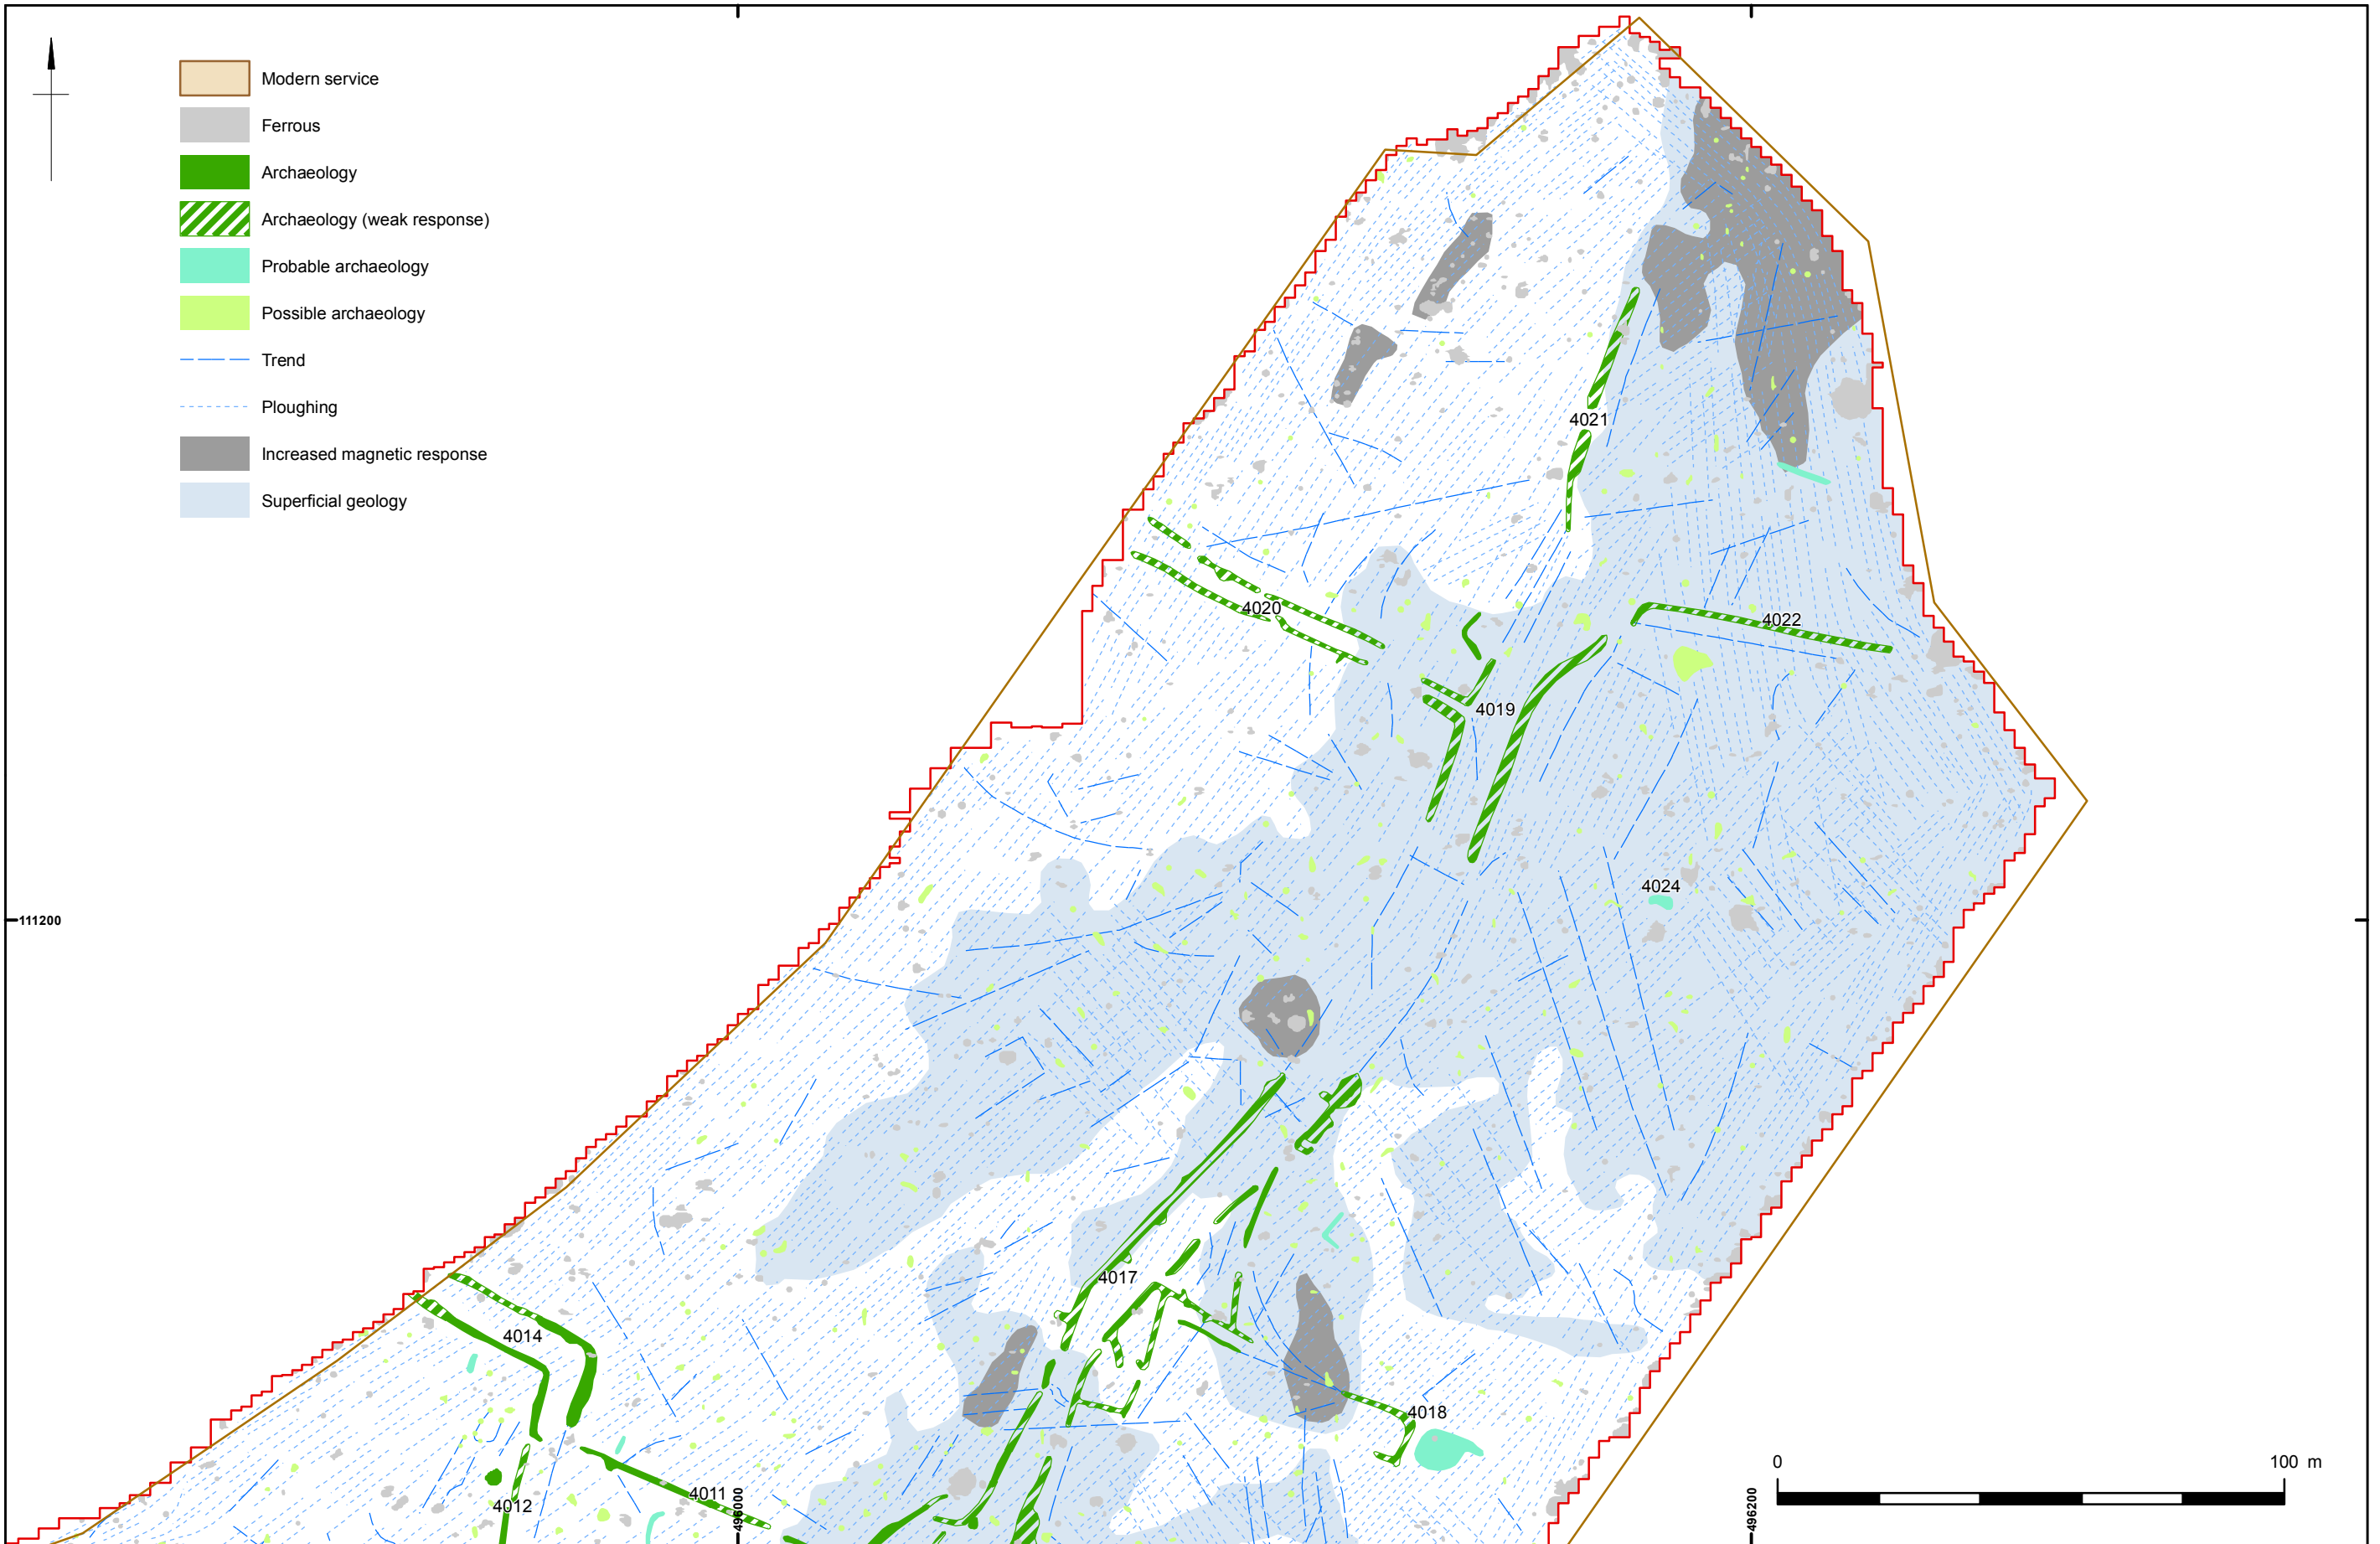 Modern service
Ferrous
Archaeology
Archaeology (weak response)
Probable archaeology
Possible archaeology
Trend
Ploughing
Increased magnetic response
Superficial geology
4021
4020
4022
4019
4024
111200
4017
4014
4018
4011
4012
496000
496200
0 100 m